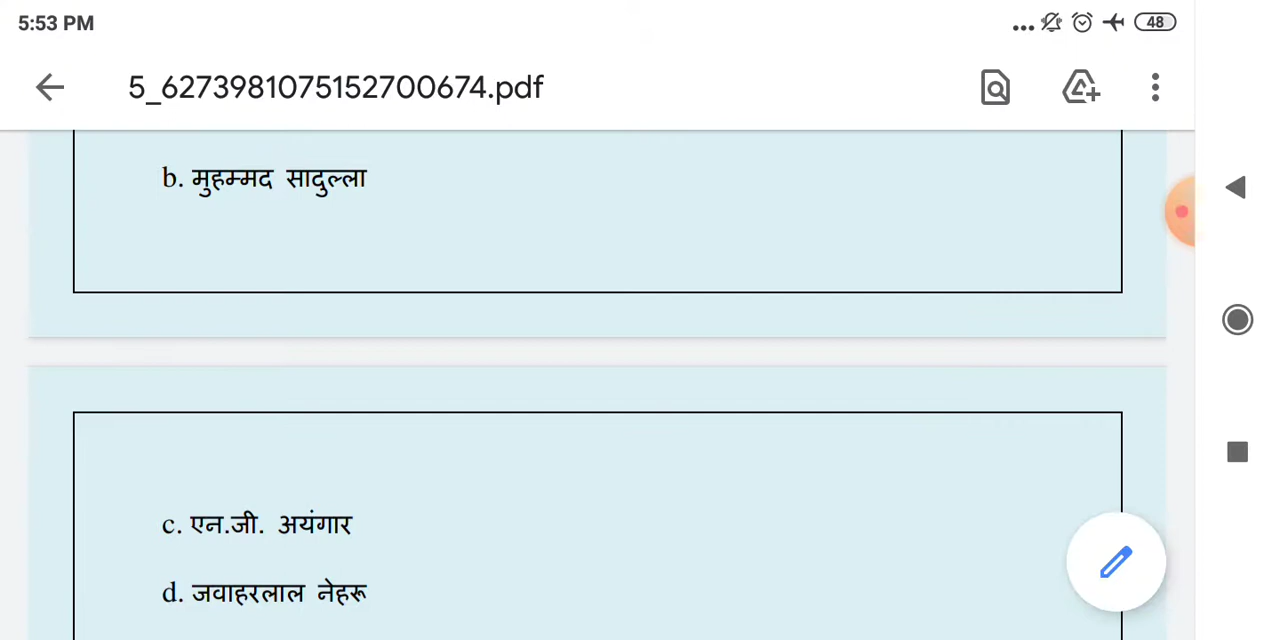 5:53 PM
48
5_6273981075152700674.pdf
b. मुहम्मद सादुल्ला
c. एन.जी. अयंगार
d. जवाहरलाल नेहरू